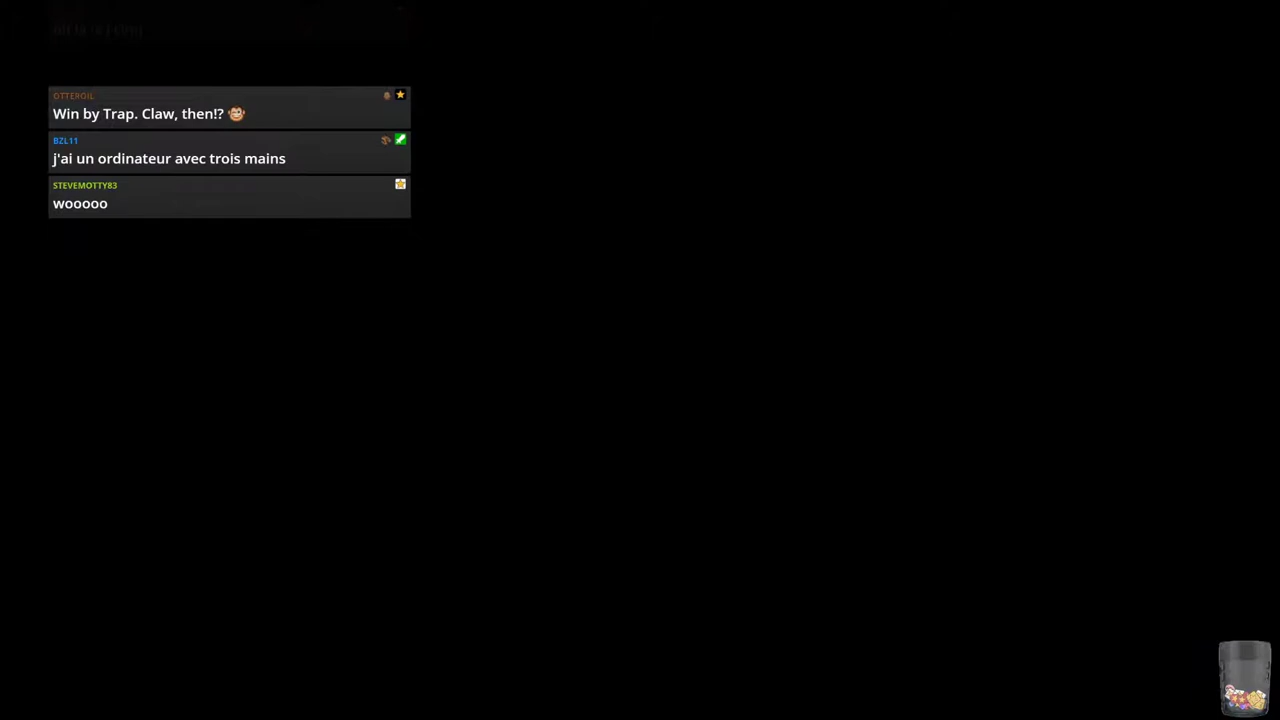 OTTERGIL
Win by Trap. Claw, then!? 🐵
BZL11
j'ai un ordinateur avec trois mains
STEVEMOTTY83
wooooo